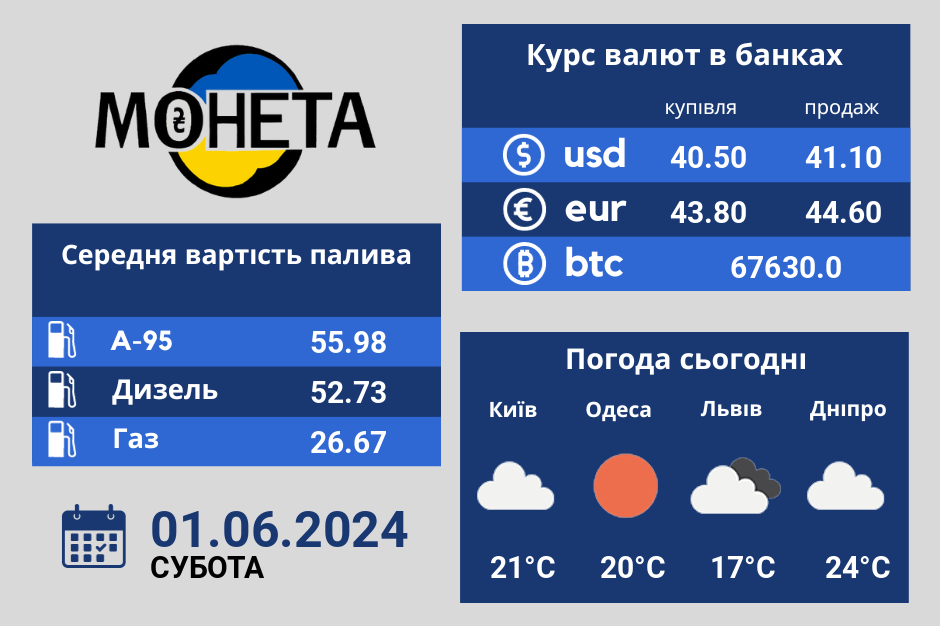 МОНЕТА
Курс валют в банках
купівля продаж
usd 40.50 41.10
eur 43.80 44.60
btc 67630.0
Середня вартість палива
А-95 55.98
Дизель 52.73
Газ 26.67
01.06.2024
СУБОТА
Погода сьогодні
Київ Одеса Львів Дніпро
21°C 20°C 17°C 24°C